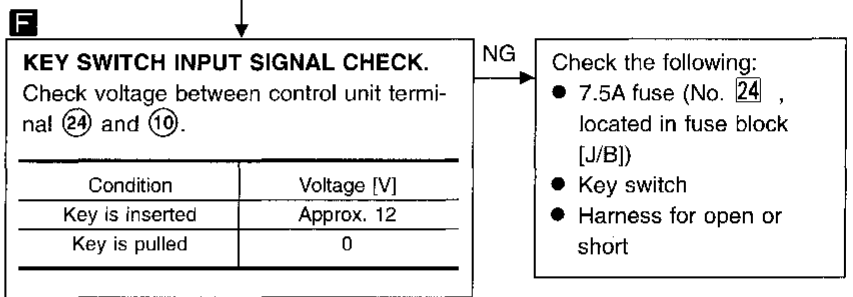 F
KEY SWITCH INPUT SIGNAL CHECK.
Check voltage between control unit termi-
nal 24 and 10.
Condition Voltage [V]
Key is inserted Approx. 12
Key is pulled 0
NG
Check the following:
● 7.5A fuse (No. 24 ,
located in fuse block
[J/B])
● Key switch
● Harness for open or
short